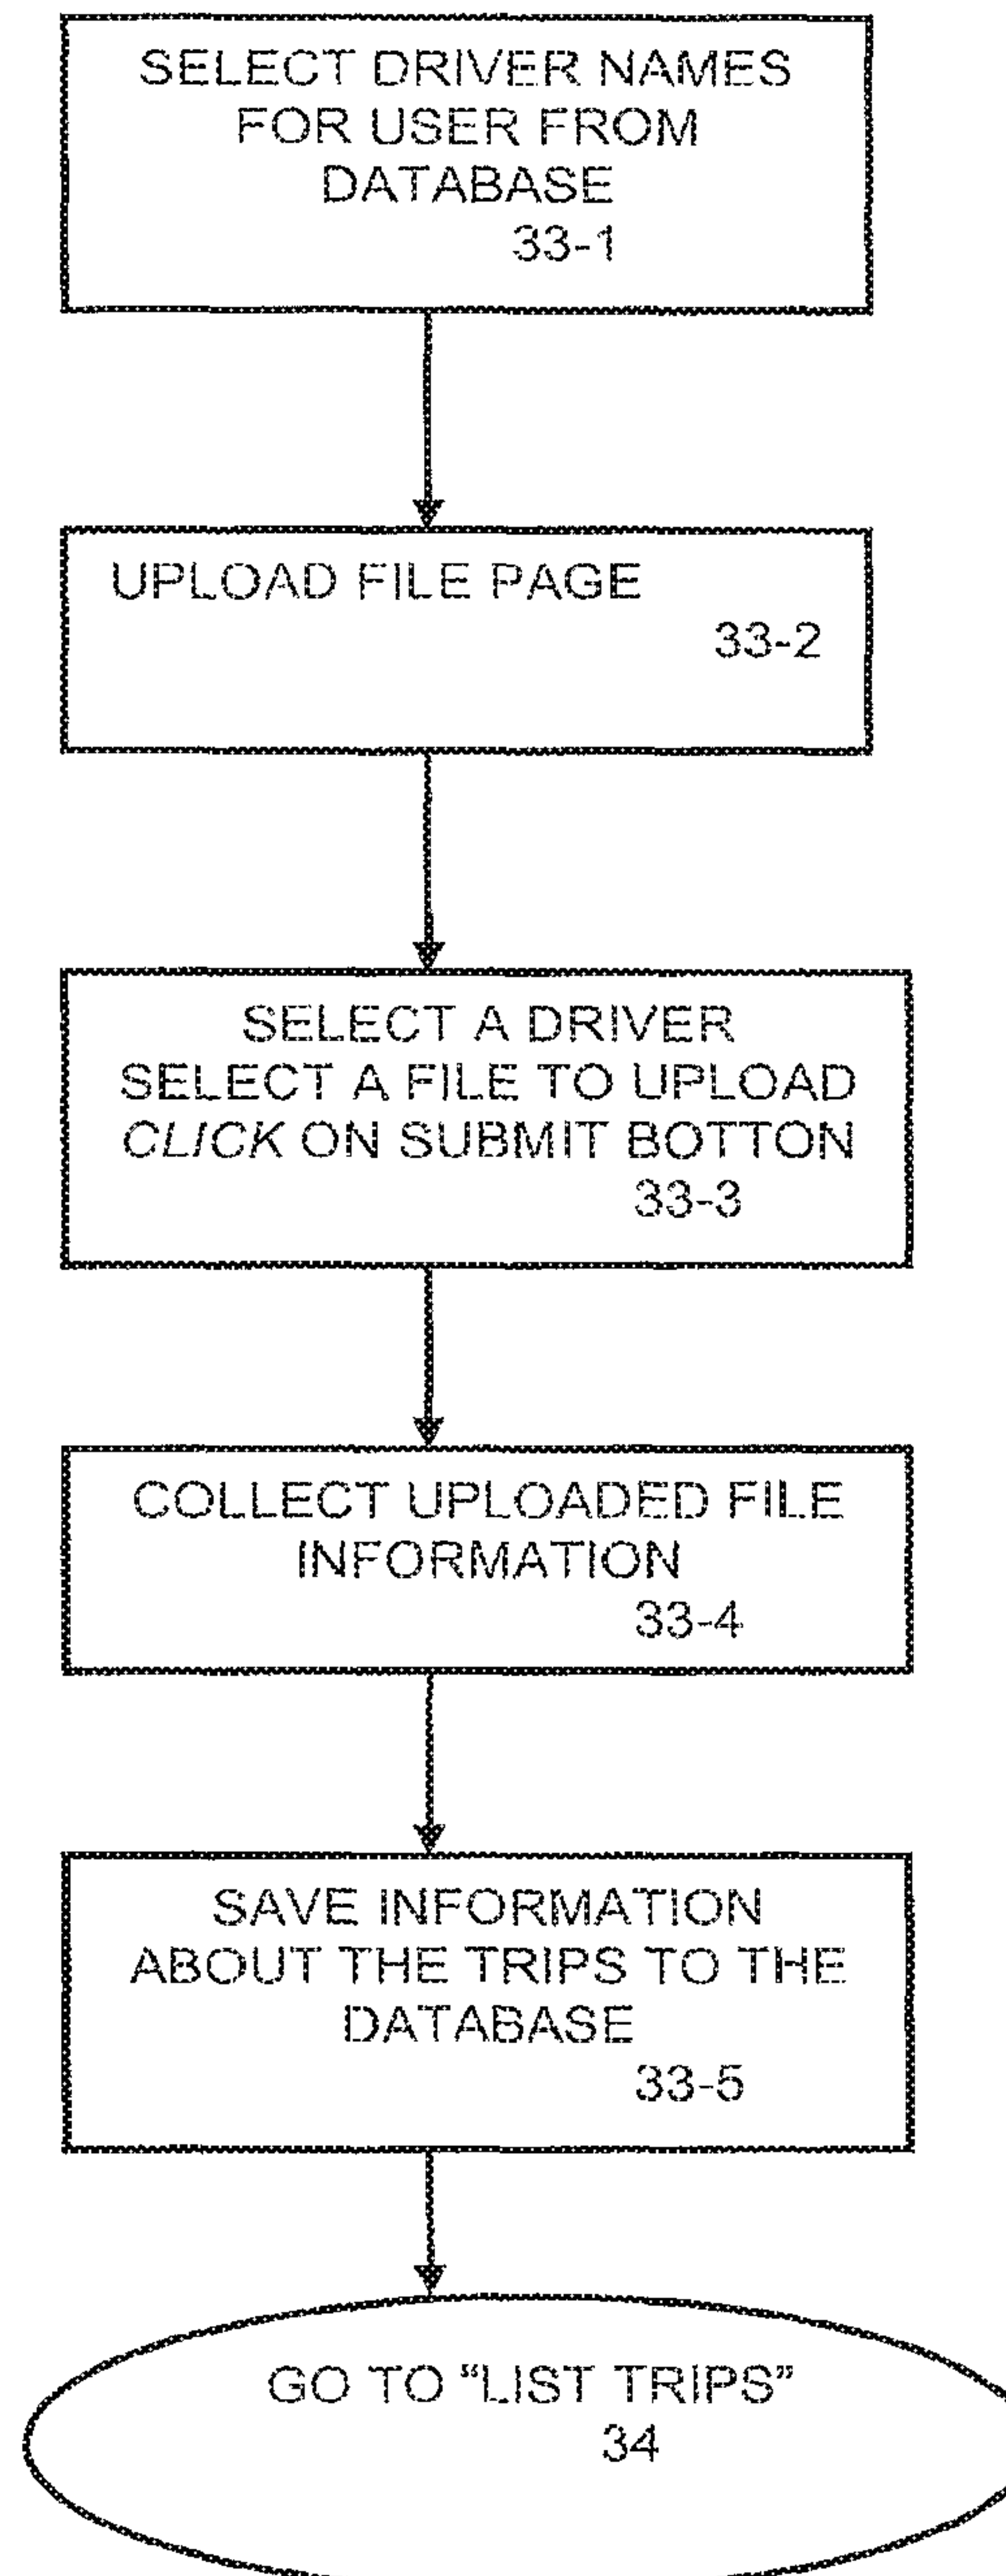 SELECT DRIVER NAMES
FOR USER FROM
DATABASE
33-1
UPLOAD FILE PAGE
33-2
SELECT A DRIVER
SELECT A FILE TO UPLOAD
CLICK ON SUBMIT BOTTON
33-3
COLLECT UPLOADED FILE
INFORMATION
33-4
SAVE INFORMATION
ABOUT THE TRIPS TO THE
DATABASE
33-5
GO TO “LIST TRIPS”
34